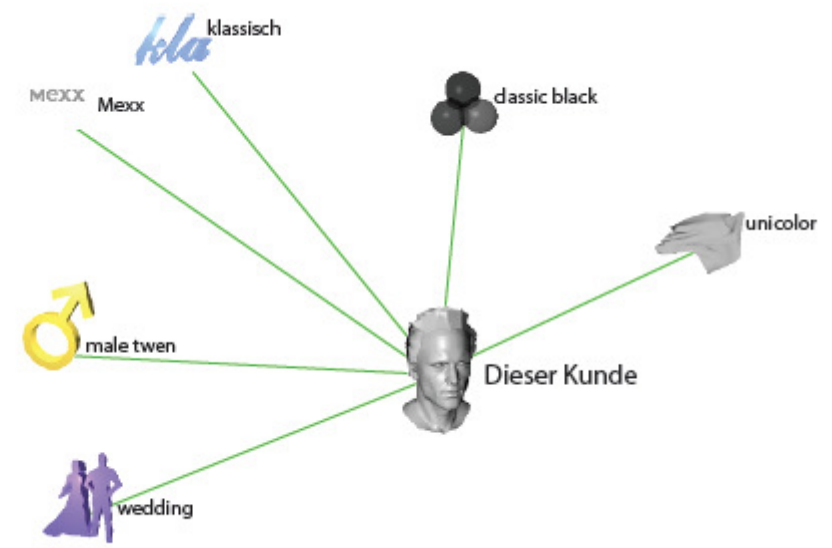 kla
klassisch
mexx
Mexx
classic black
unicolor
male twen
Dieser Kunde
wedding